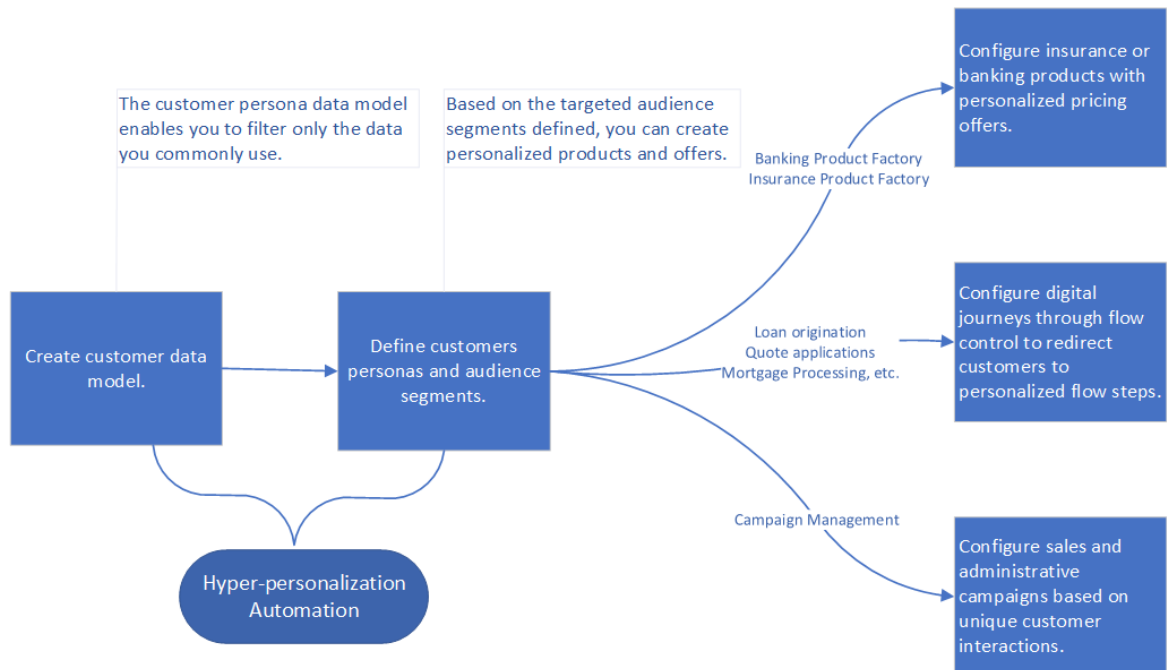 The customer persona data model
enables you to filter only the data
you commonly use.
Based on the targeted audience
segments defined, you can create
personalized products and offers.
Create customer data
model.
Define customers
personas and audience
segments.
Hyper-personalization
Automation
Banking Product Factory
Insurance Product Factory
Configure insurance or
banking products with
personalized pricing
offers.
Loan origination
Quote applications
Mortgage Processing, etc.
Configure digital
journeys through flow
control to redirect
customers to
personalized flow steps.
Campaign Management
Configure sales and
administrative
campaigns based on
unique customer
interactions.